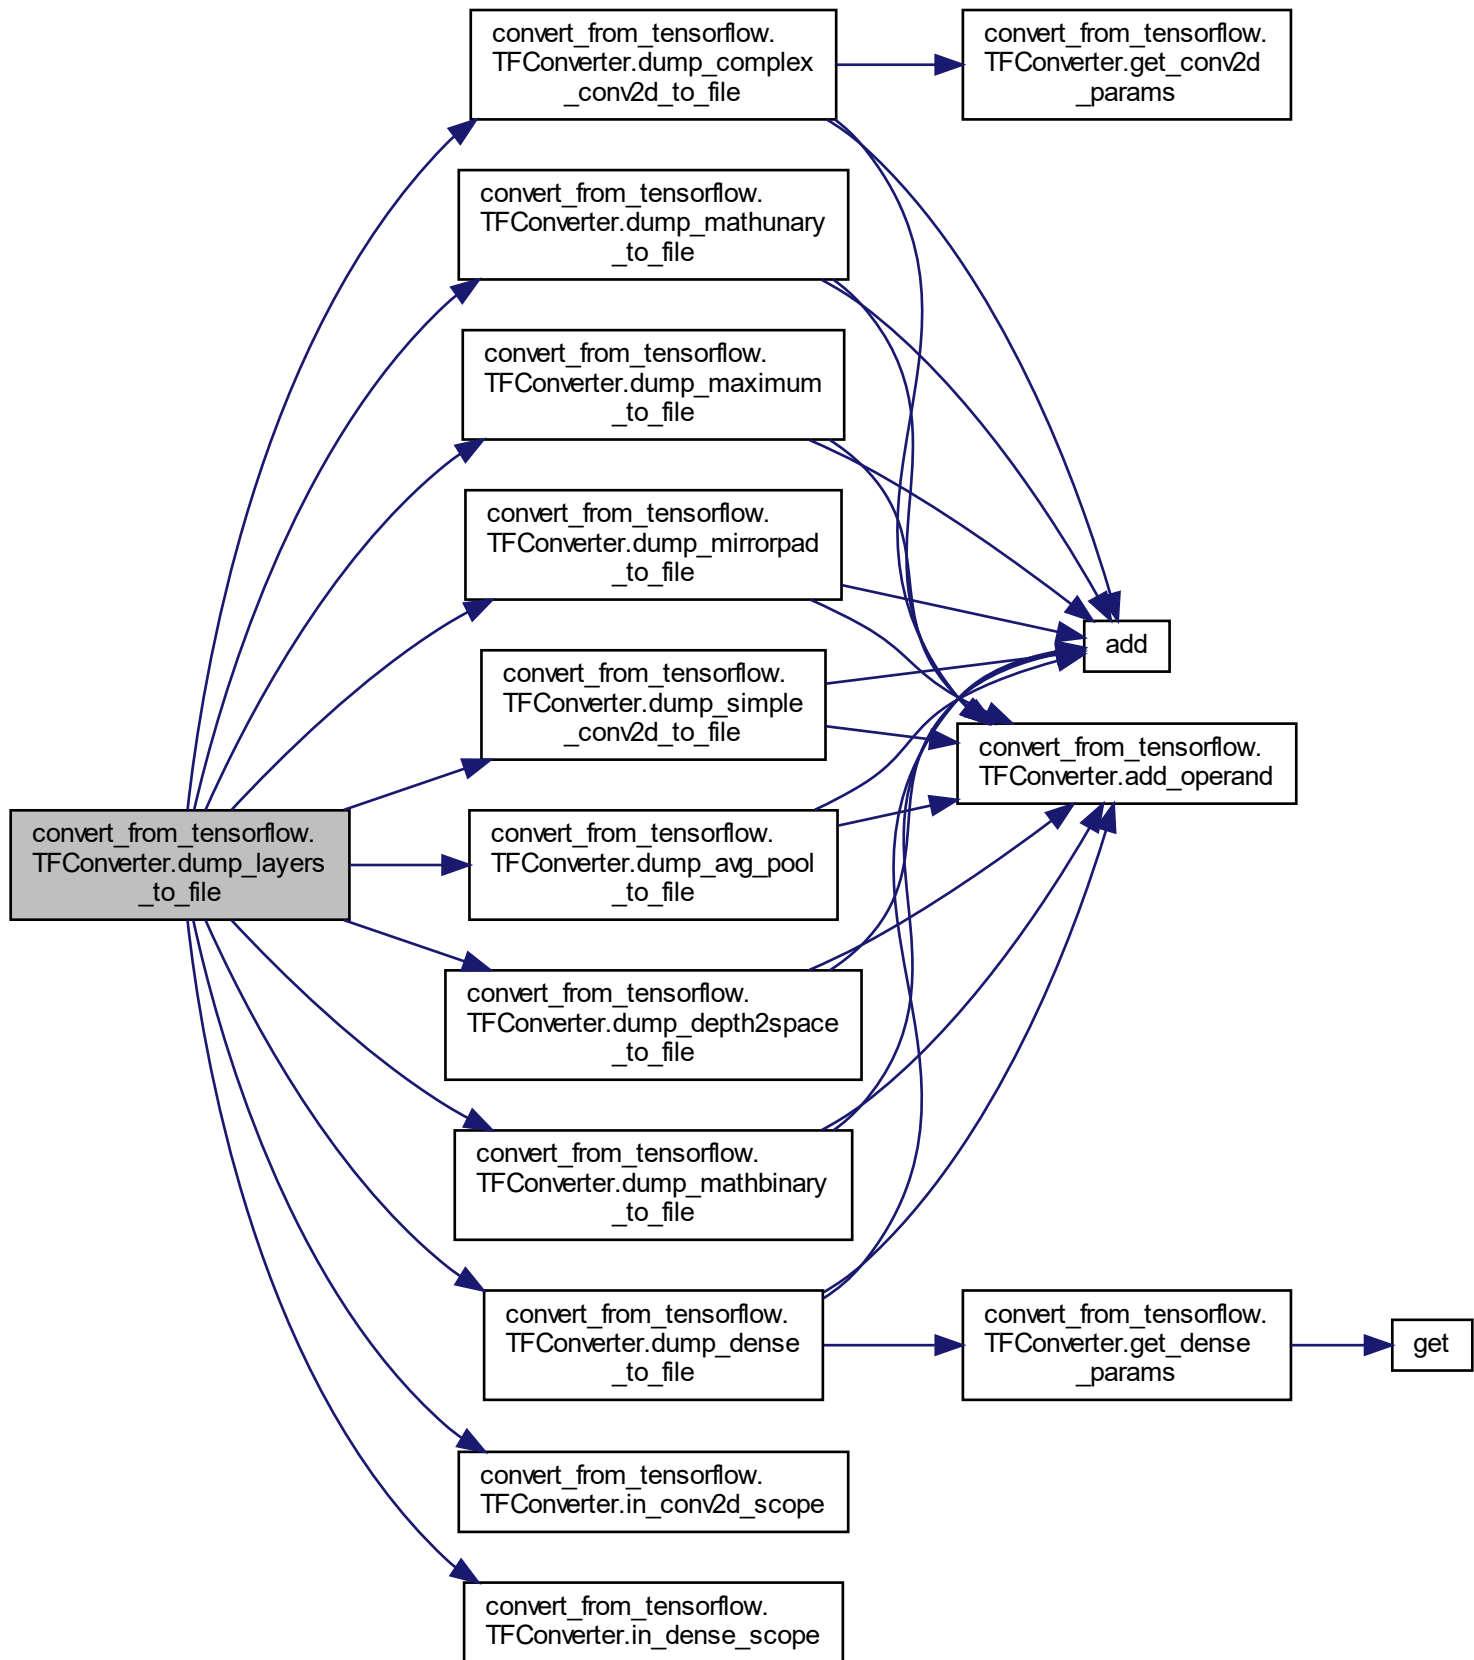 convert_from_tensorflow.
TFConverter.dump_complex
_conv2d_to_file
convert_from_tensorflow.
TFConverter.get_conv2d
_params
convert_from_tensorflow.
TFConverter.dump_mathunary
_to_file
convert_from_tensorflow.
TFConverter.dump_maximum
_to_file
convert_from_tensorflow.
TFConverter.dump_mirrorpad
_to_file
add
convert_from_tensorflow.
TFConverter.dump_simple
_conv2d_to_file
convert_from_tensorflow.
TFConverter.add_operand
convert_from_tensorflow.
TFConverter.dump_layers
_to_file
convert_from_tensorflow.
TFConverter.dump_avg_pool
_to_file
convert_from_tensorflow.
TFConverter.dump_depth2space
_to_file
convert_from_tensorflow.
TFConverter.dump_mathbinary
_to_file
convert_from_tensorflow.
TFConverter.dump_dense
_to_file
convert_from_tensorflow.
TFConverter.get_dense
_params
get
convert_from_tensorflow.
TFConverter.in_conv2d_scope
convert_from_tensorflow.
TFConverter.in_dense_scope